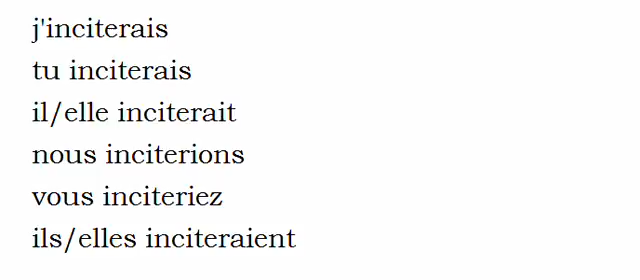 j'inciterais
tu inciterais
il/elle inciterait
nous inciterions
vous inciteriez
ils/elles inciteraient